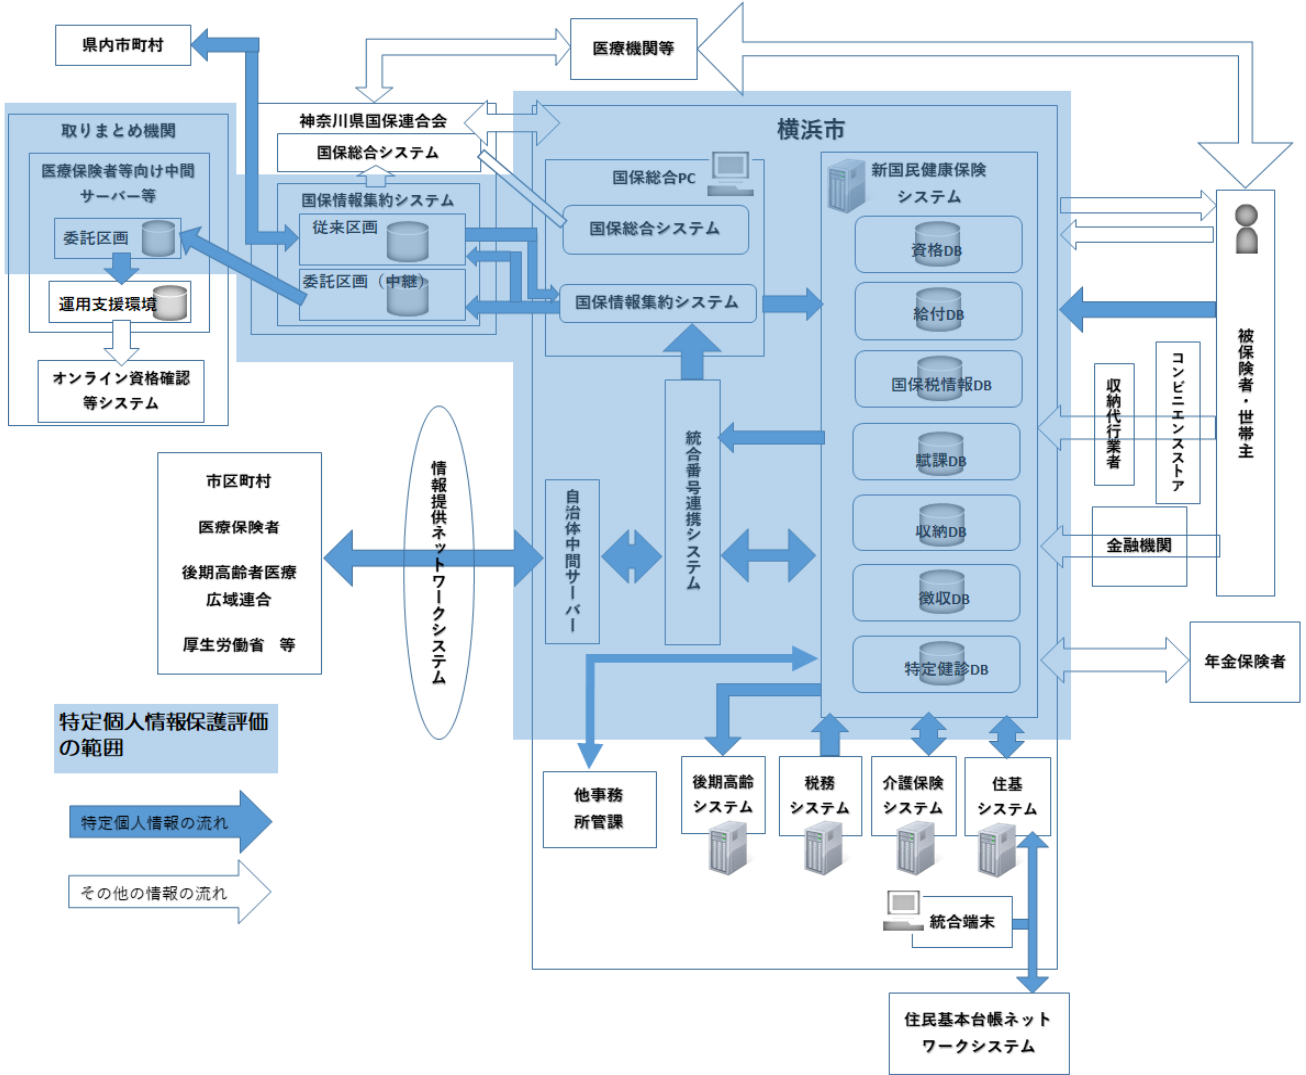 県内市町村
医療機関等
取りまとめ機関
医療保険者等向け中間
サーバー等
委託区画
運用支援環境
オンライン資格確認
等システム
神奈川県国保連合会
国保総合システム
国保情報集約システム
従来区画
委託区画（中継）
横浜市
国保総合PC
国保総合システム
国保情報集約システム
新国民健康保険
システム
資格DB
給付DB
国保税情報DB
賦課DB
収納DB
徴収DB
特定健診DB
統合番号連携システム
自治体中間サーバー
情報提供ネットワークシステム
市区町村
医療保険者
後期高齢者医療
広域連合
厚生労働省　等
被保険者・世帯主
コンビニエンスストア
収納代行業者
金融機関
年金保険者
特定個人情報保護評価
の範囲
特定個人情報の流れ
その他の情報の流れ
他事務
所管課
後期高齢
システム
税務
システム
介護保険
システム
住基
システム
統合端末
住民基本台帳ネット
ワークシステム